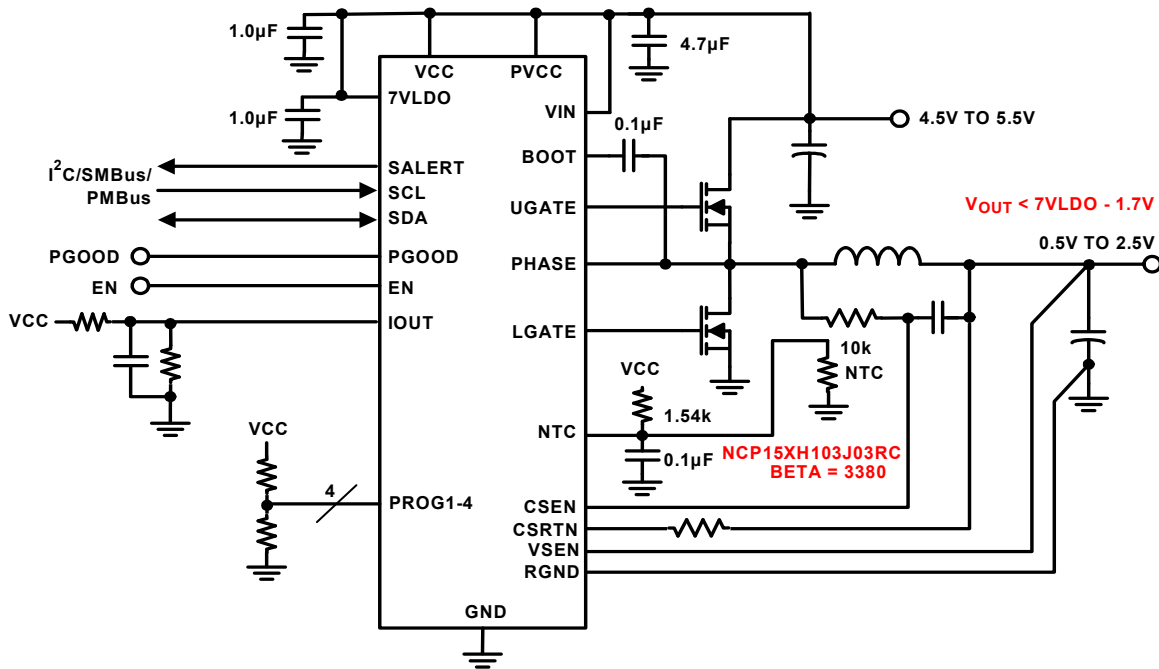 1.0µF
4.7µF
VCC
PVCC
7VLDO
1.0µF
VIN
0.1µF
4.5V TO 5.5V
BOOT
SALERT
I²C/SMBus/
PMBus
SCL
SDA
UGATE
VOUT < 7VLDO - 1.7V
0.5V TO 2.5V
PGOOD
PGOOD
PHASE
EN
EN
VCC
IOUT
LGATE
10k
NTC
VCC
1.54k
NTC
0.1µF
NCP15XH103J03RC
BETA = 3380
VCC
4
PROG1-4
CSEN
CSRTN
VSEN
RGND
GND